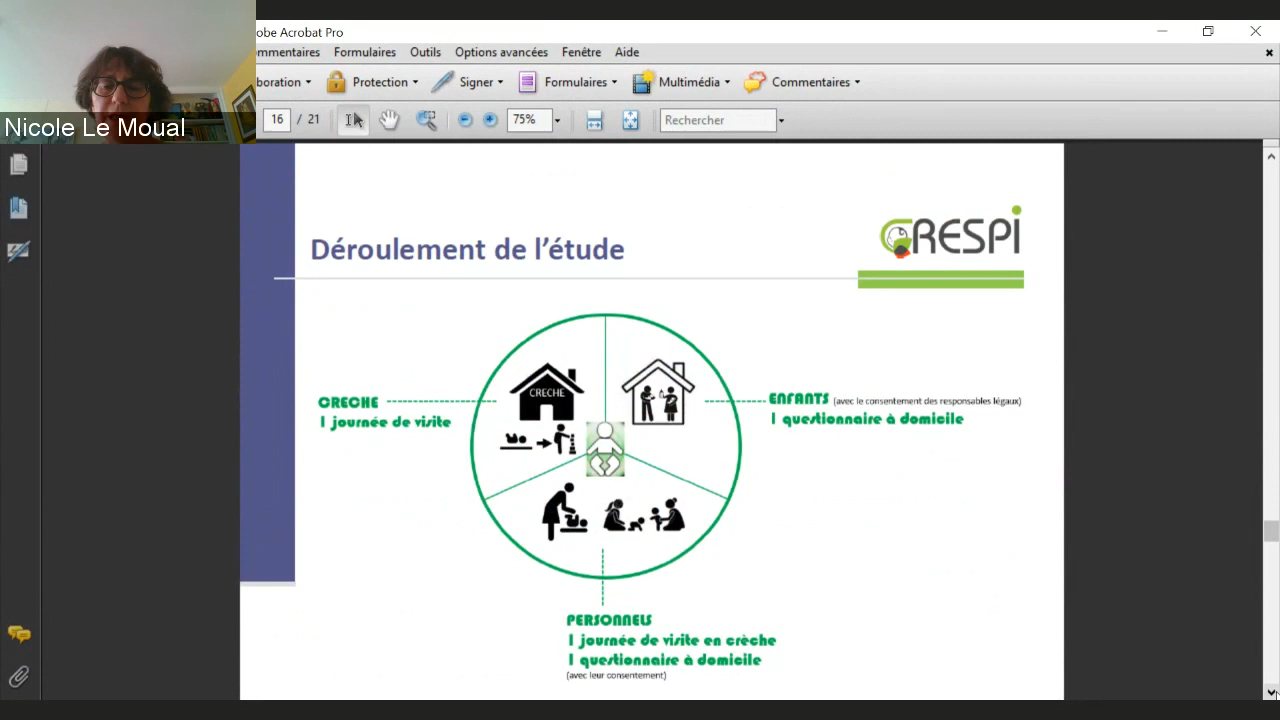 obe Acrobat Pro
mmentaires Formulaires Outils Options avancées Fenêtre Aide
boration Protection Signer Formulaires Multimédia Commentaires
Nicole Le Moual
16 / 21 75% Rechercher
CRESPI
Déroulement de l'étude
CRECHE
CRECHE
1 journée de visite
ENFANTS (avec le consentement des responsables légaux)
1 questionnaire à domicile
PERSONNELS
1 journée de visite en crèche
1 questionnaire à domicile
(avec leur consentement)